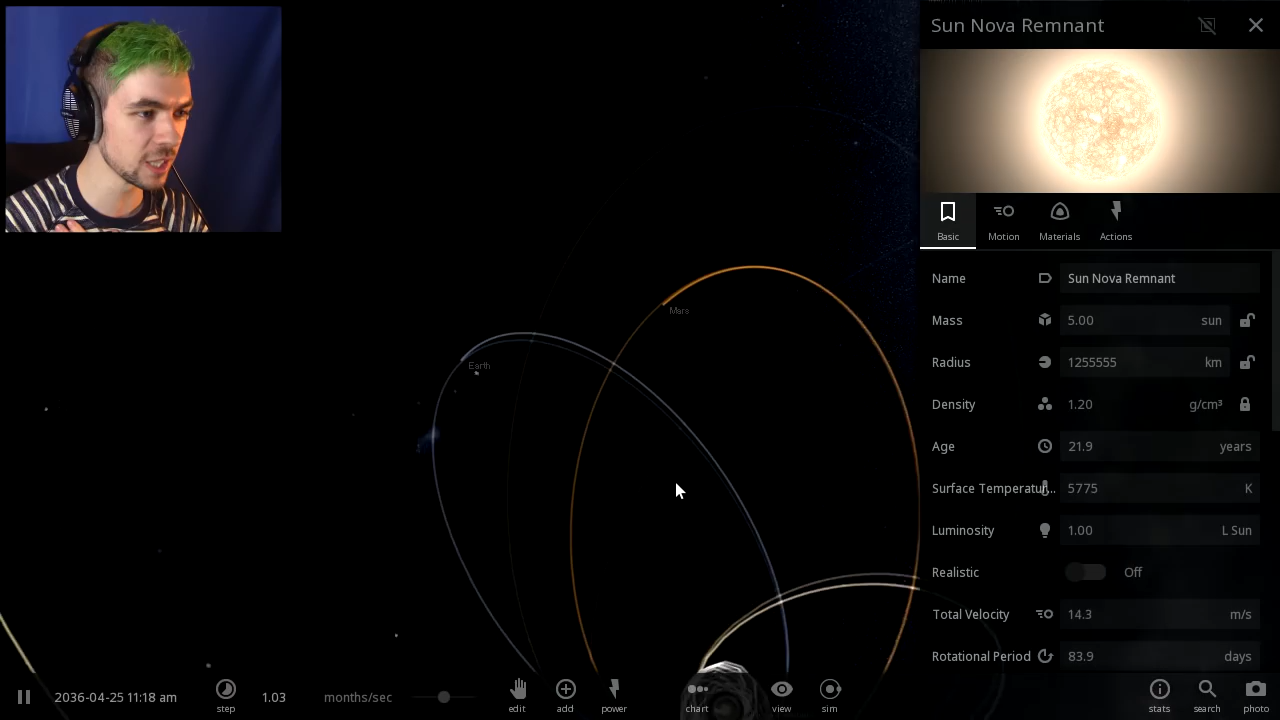 Sun Nova Remnant
Basic
Motion
Materials
Actions
Name
Sun Nova Remnant
Mass
5.00
sun
Radius
1255555
km
Density
1.20
g/cm³
Age
21.9
years
Surface Temperatur...
5775
K
Luminosity
1.00
L Sun
Realistic
Off
Total Velocity
14.3
m/s
Rotational Period
83.9
days
Mars
Earth
2036-04-25 11:18 am
step
1.03
months/sec
edit
add
power
chart
view
sim
stats
search
photo